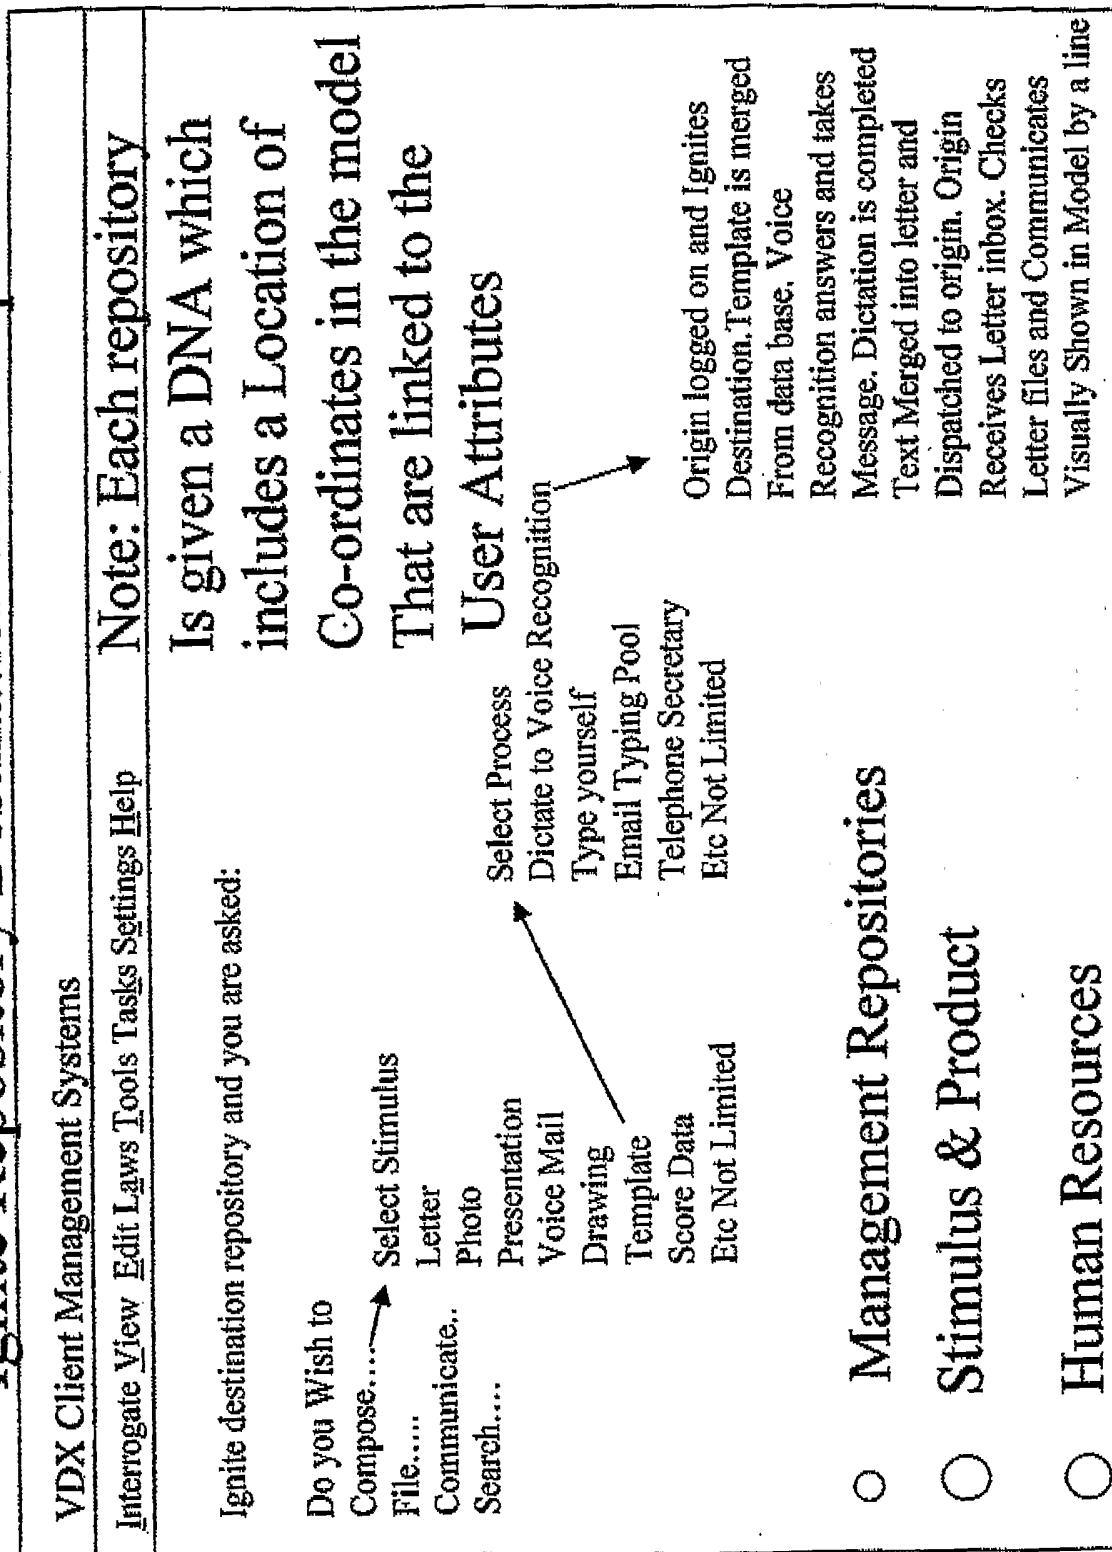 Ignite Repository
VDX Client Management Systems
Interrogate View Edit Laws Tools Tasks Settings Help
Note: Each repository
Is given a DNA which
includes a Location of
Co-ordinates in the model
That are linked to the
User Attributes
Ignite destination repository and you are asked:
Do you Wish to
Compose....
File.....
Communicate..
Search....
Select Stimulus
Letter
Photo
Presentation
Voice Mail
Drawing
Template
Score Data
Etc Not Limited
Select Process
Dictate to Voice Recognition
Type yourself
Email Typing Pool
Telephone Secretary
Etc Not Limited
Origin logged on and Ignites
Destination.Template is merged
From data base. Voice
Recognition answers and takes
Message. Dictation is completed
Text Merged into letter and
Dispatched to origin. Origin
Receives Letter inbox. Checks
Letter files and Communicates
Visually Shown in Model by a line
Management Repositories
Stimulus & Product
Human Resources